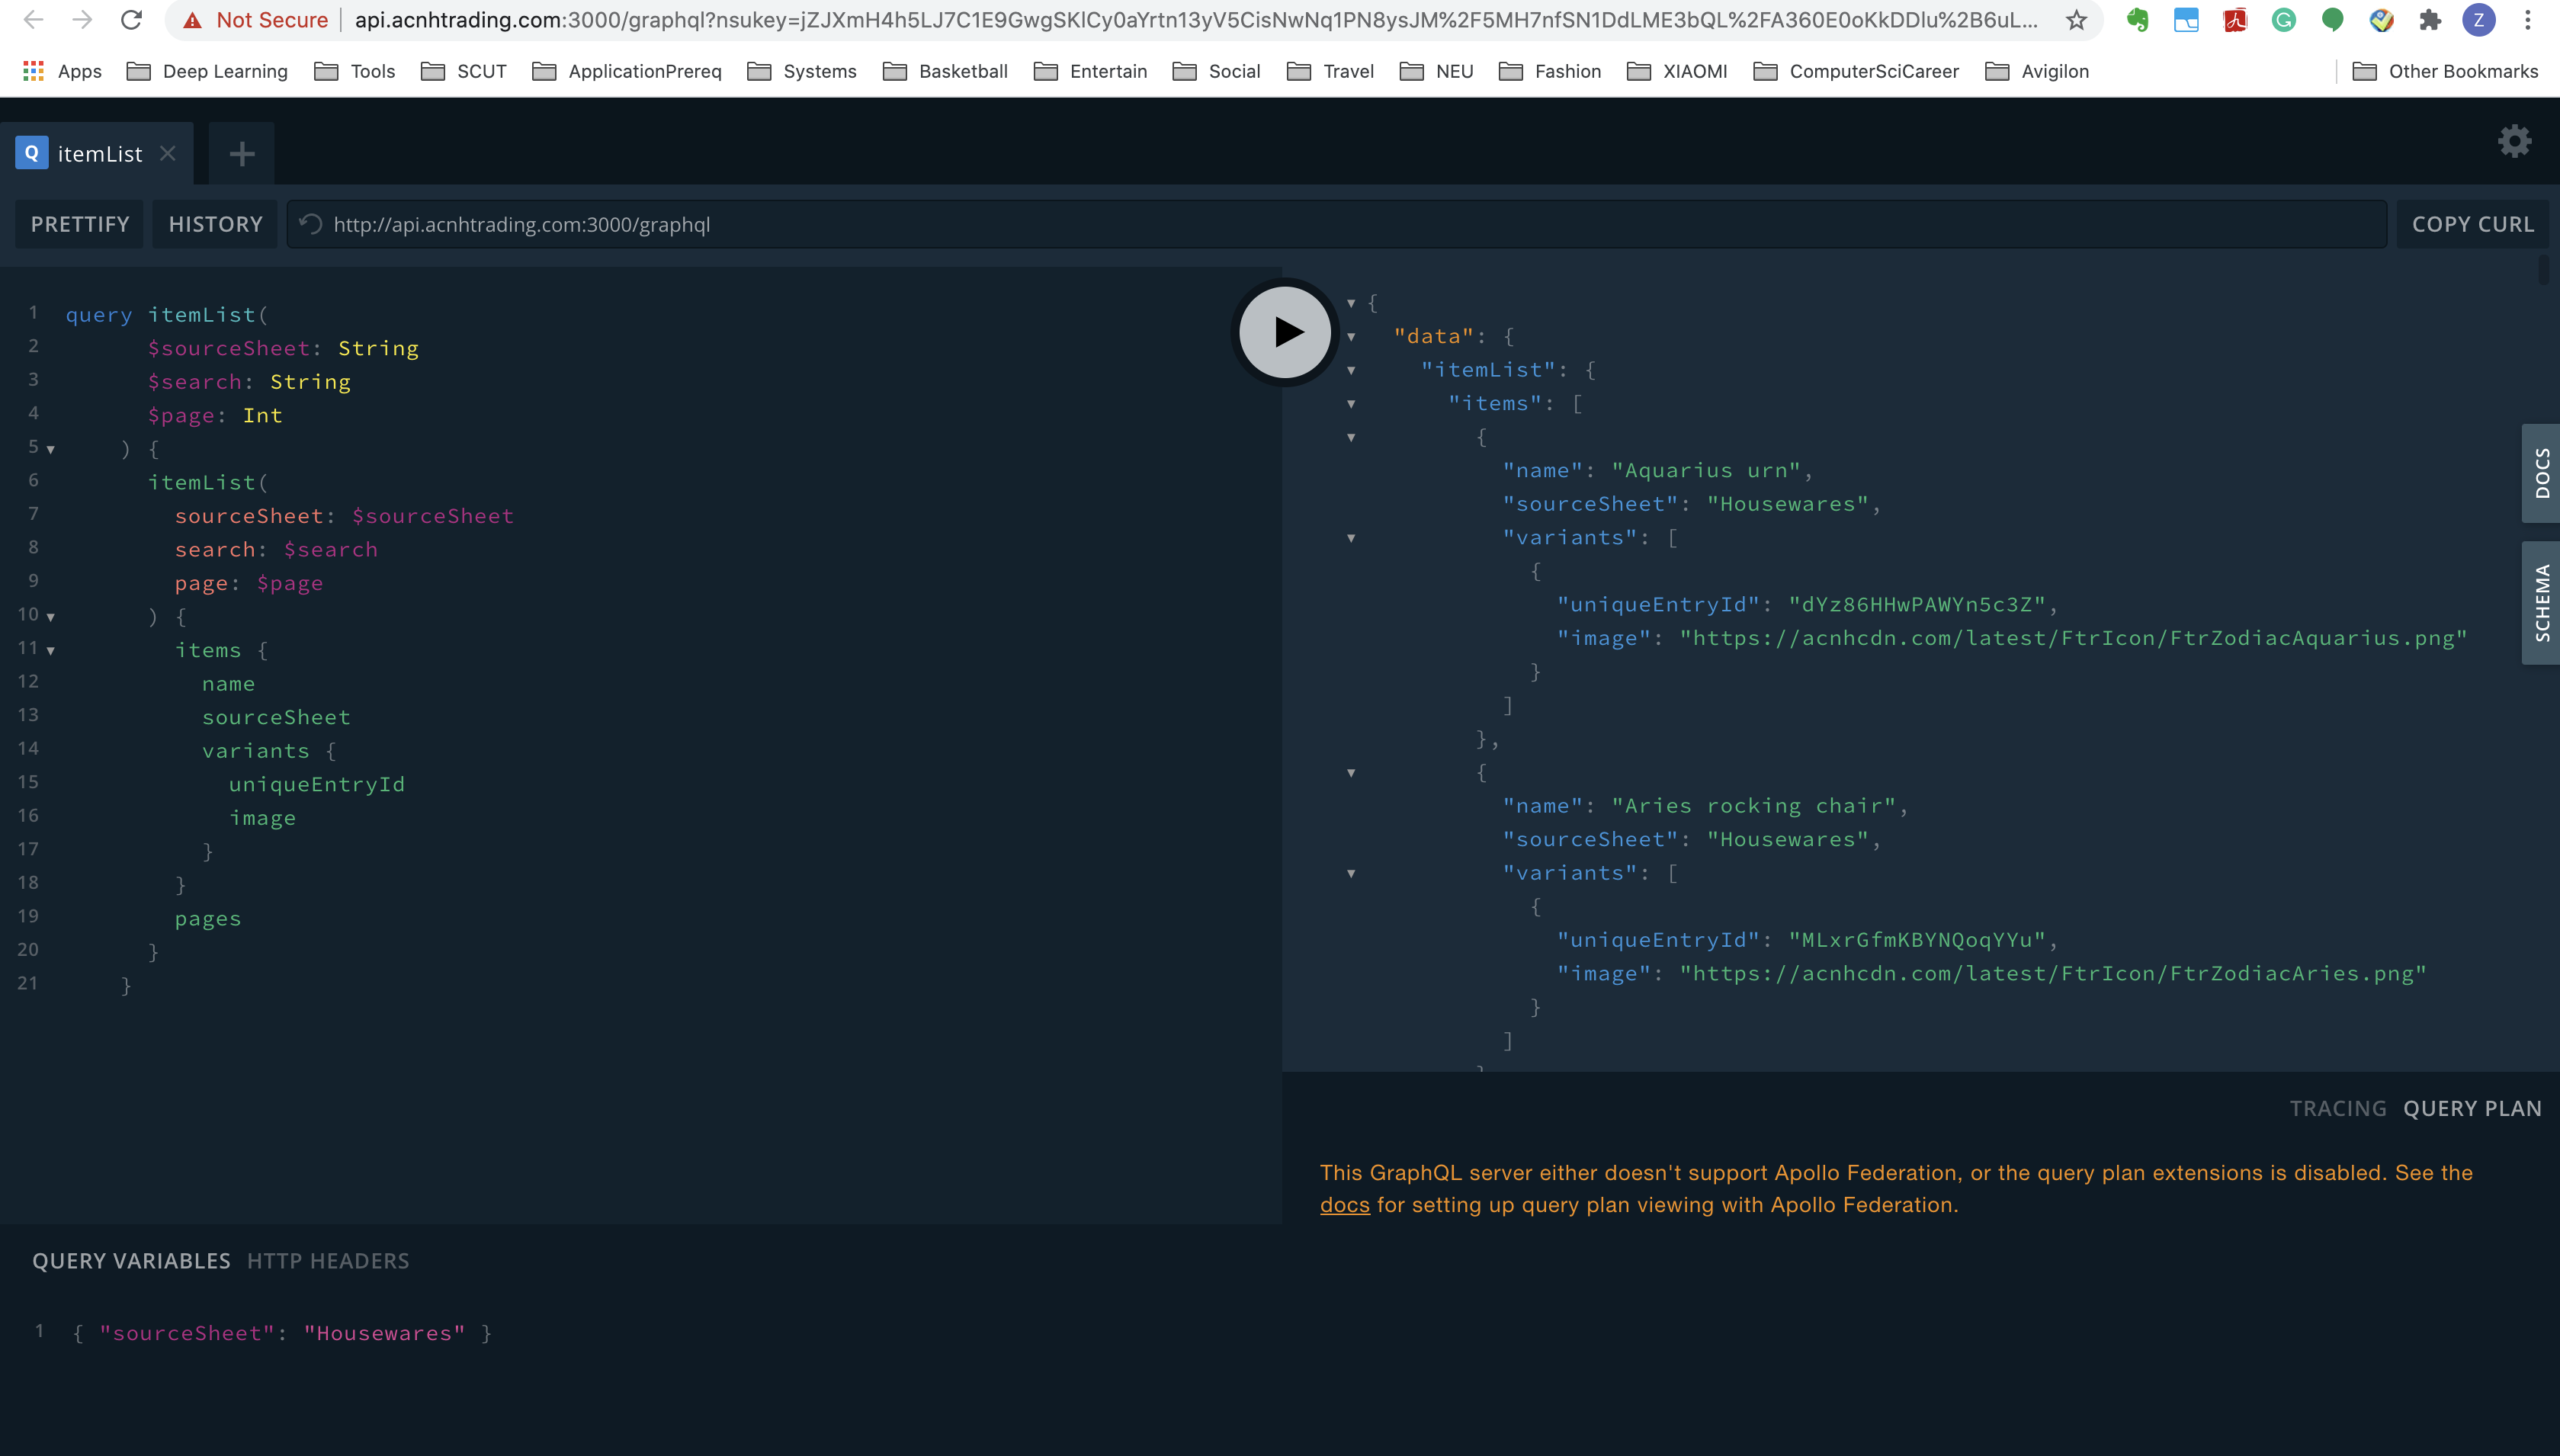 Not Secure | api.acnhtrading.com:3000/graphql?nsukey=jZJXmH4h5LJ7C1E9GwgSKlCy0aYrtn13yV5CisNwNq1PN8ysJM%2F5MH7nfSN1DdLME3bQL%2FA360E0oKkDDlu%2B6uL... Z
Apps Deep Learning Tools SCUT ApplicationPrereq Systems Basketball Entertain Social Travel NEU Fashion XIAOMI ComputerSciCareer Avigilon Other Bookmarks
Q itemList
PRETTIFY HISTORY http://api.acnhtrading.com:3000/graphql COPY CURL
1 query itemList(
2 $sourceSheet: String
3 $search: String
4 $page: Int
5 ) {
6 itemList(
7 sourceSheet: $sourceSheet
8 search: $search
9 page: $page
10 ) {
11 items {
12 name
13 sourceSheet
14 variants {
15 uniqueEntryId
16 image
17 }
18 }
19 pages
20 }
21 }
{
"data": {
"itemList": {
"items": [
{
"name": "Aquarius urn",
"sourceSheet": "Housewares",
"variants": [
{
"uniqueEntryId": "dYz86HHwPAWYn5c3Z",
"image": "https://acnhcdn.com/latest/FtrIcon/FtrZodiacAquarius.png"
}
]
},
{
"name": "Aries rocking chair",
"sourceSheet": "Housewares",
"variants": [
{
"uniqueEntryId": "MLxrGfmKBYNQoqYYu",
"image": "https://acnhcdn.com/latest/FtrIcon/FtrZodiacAries.png"
}
]
DOCS
SCHEMA
TRACING QUERY PLAN
This GraphQL server either doesn't support Apollo Federation, or the query plan extensions is disabled. See the
docs for setting up query plan viewing with Apollo Federation.
QUERY VARIABLES HTTP HEADERS
1 { "sourceSheet": "Housewares" }